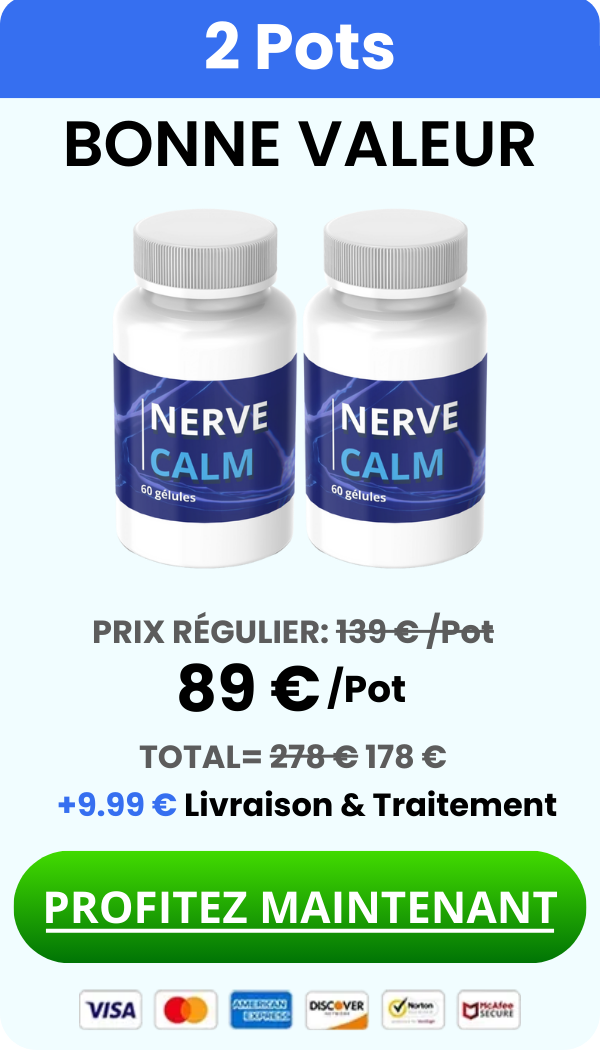 2 Pots
BONNE VALEUR
NERVE
CALM
60 gélules
NERVE
CALM
60 gélules
PRIX RÉGULIER: 139 € /Pot
89 € /Pot
TOTAL= 278 € 178 €
+9.99 € Livraison & Traitement
PROFITEZ MAINTENANT
VISA
AMERICAN
EXPRESS
DISCOVER
NETWORK
Norton
McAfee
SECURE